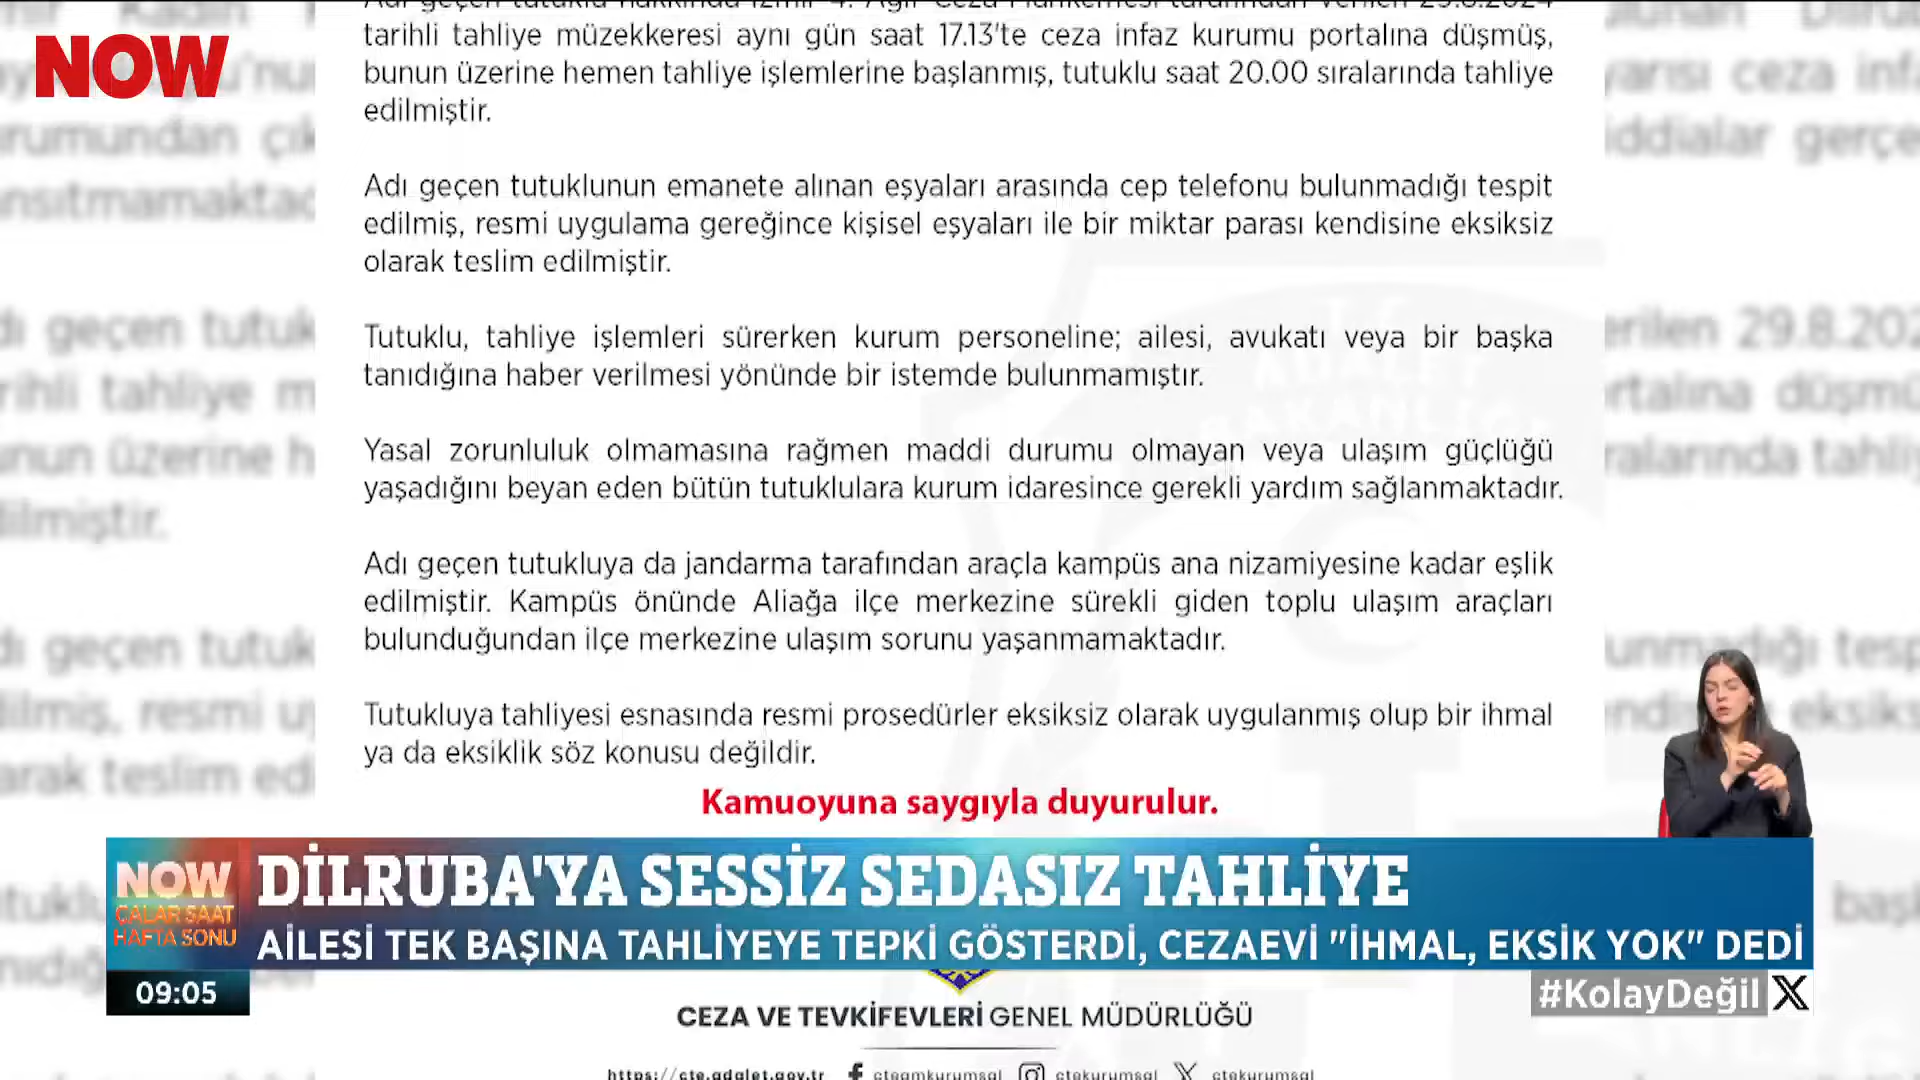 NOW
tarihli tahliye müzekkeresi aynı gün saat 17.13'te ceza infaz kurumu portalına düşmüş,
bunun üzerine hemen tahliye işlemlerine başlanmış, tutuklu saat 20.00 sıralarında tahliye
edilmiştir.
Adı geçen tutuklunun emanete alınan eşyaları arasında cep telefonu bulunmadığı tespit
edilmiş, resmi uygulama gereğince kişisel eşyaları ile bir miktar parası kendisine eksiksiz
olarak teslim edilmiştir.
Tutuklu, tahliye işlemleri sürerken kurum personeline; ailesi, avukatı veya bir başka
tanıdığına haber verilmesi yönünde bir istemde bulunmamıştır.
Yasal zorunluluk olmamasına rağmen maddi durumu olmayan veya ulaşım güçlüğü
yaşadığını beyan eden bütün tutuklulara kurum idaresince gerekli yardım sağlanmaktadır.
Adı geçen tutukluya da jandarma tarafından araçla kampüs ana nizamiyesine kadar eşlik
edilmiştir. Kampüs önünde Aliağa ilçe merkezine sürekli giden toplu ulaşım araçları
bulunduğundan ilçe merkezine ulaşım sorunu yaşanmamaktadır.
Tutukluya tahliyesi esnasında resmi prosedürler eksiksiz olarak uygulanmış olup bir ihmal
ya da eksiklik söz konusu değildir.
Kamuoyuna saygıyla duyurulur.
NOW
ÇALAR SAAT
HAFTA SONU
DİLRUBA'YA SESSİZ SEDASIZ TAHLİYE
AİLESİ TEK BAŞINA TAHLİYEYE TEPKİ GÖSTERDİ, CEZAEVİ "İHMAL, EKSİK YOK" DEDİ
09:05
#KolayDeğil X
CEZA VE TEVKİFEVLERİ GENEL MÜDÜRLÜĞÜ
https://cte.adalet.gov.tr ctegmkurumsal ctekurumsal ctekurumsal